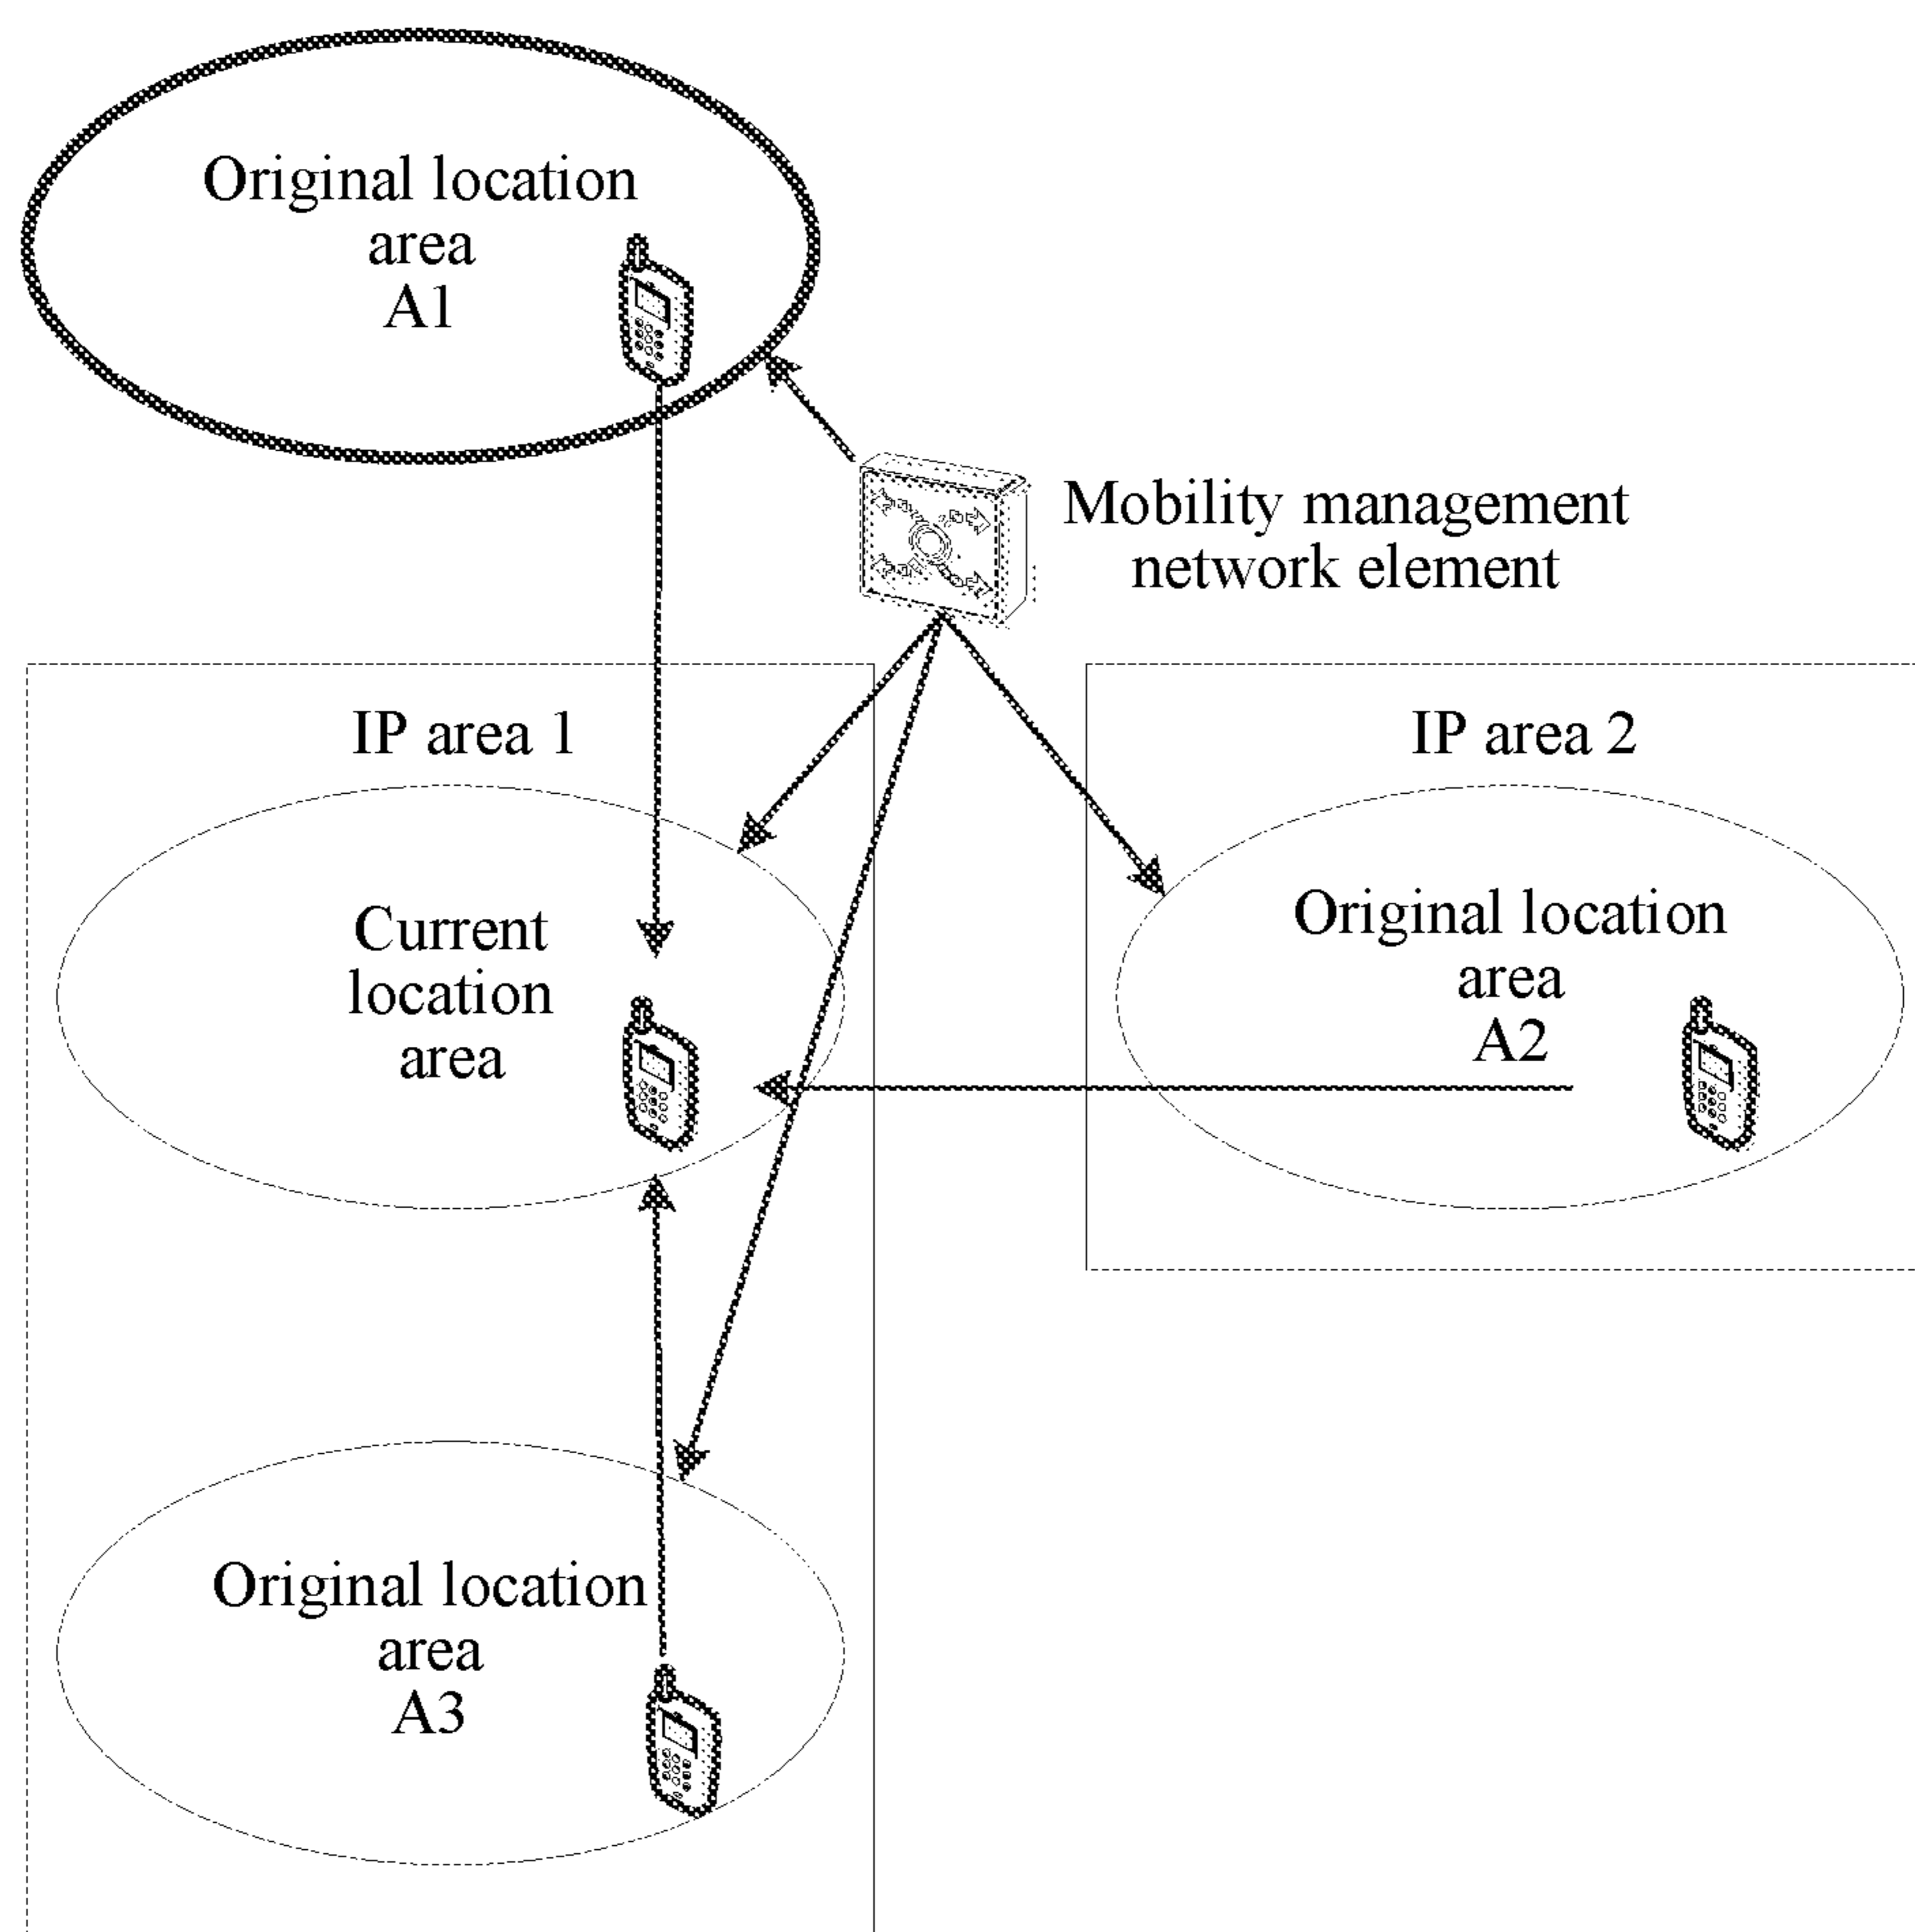 Original location
area
A1
Mobility management
network element
IP area 1
IP area 2
Current
location
area
Original location
area
A2
Original location
area
A3